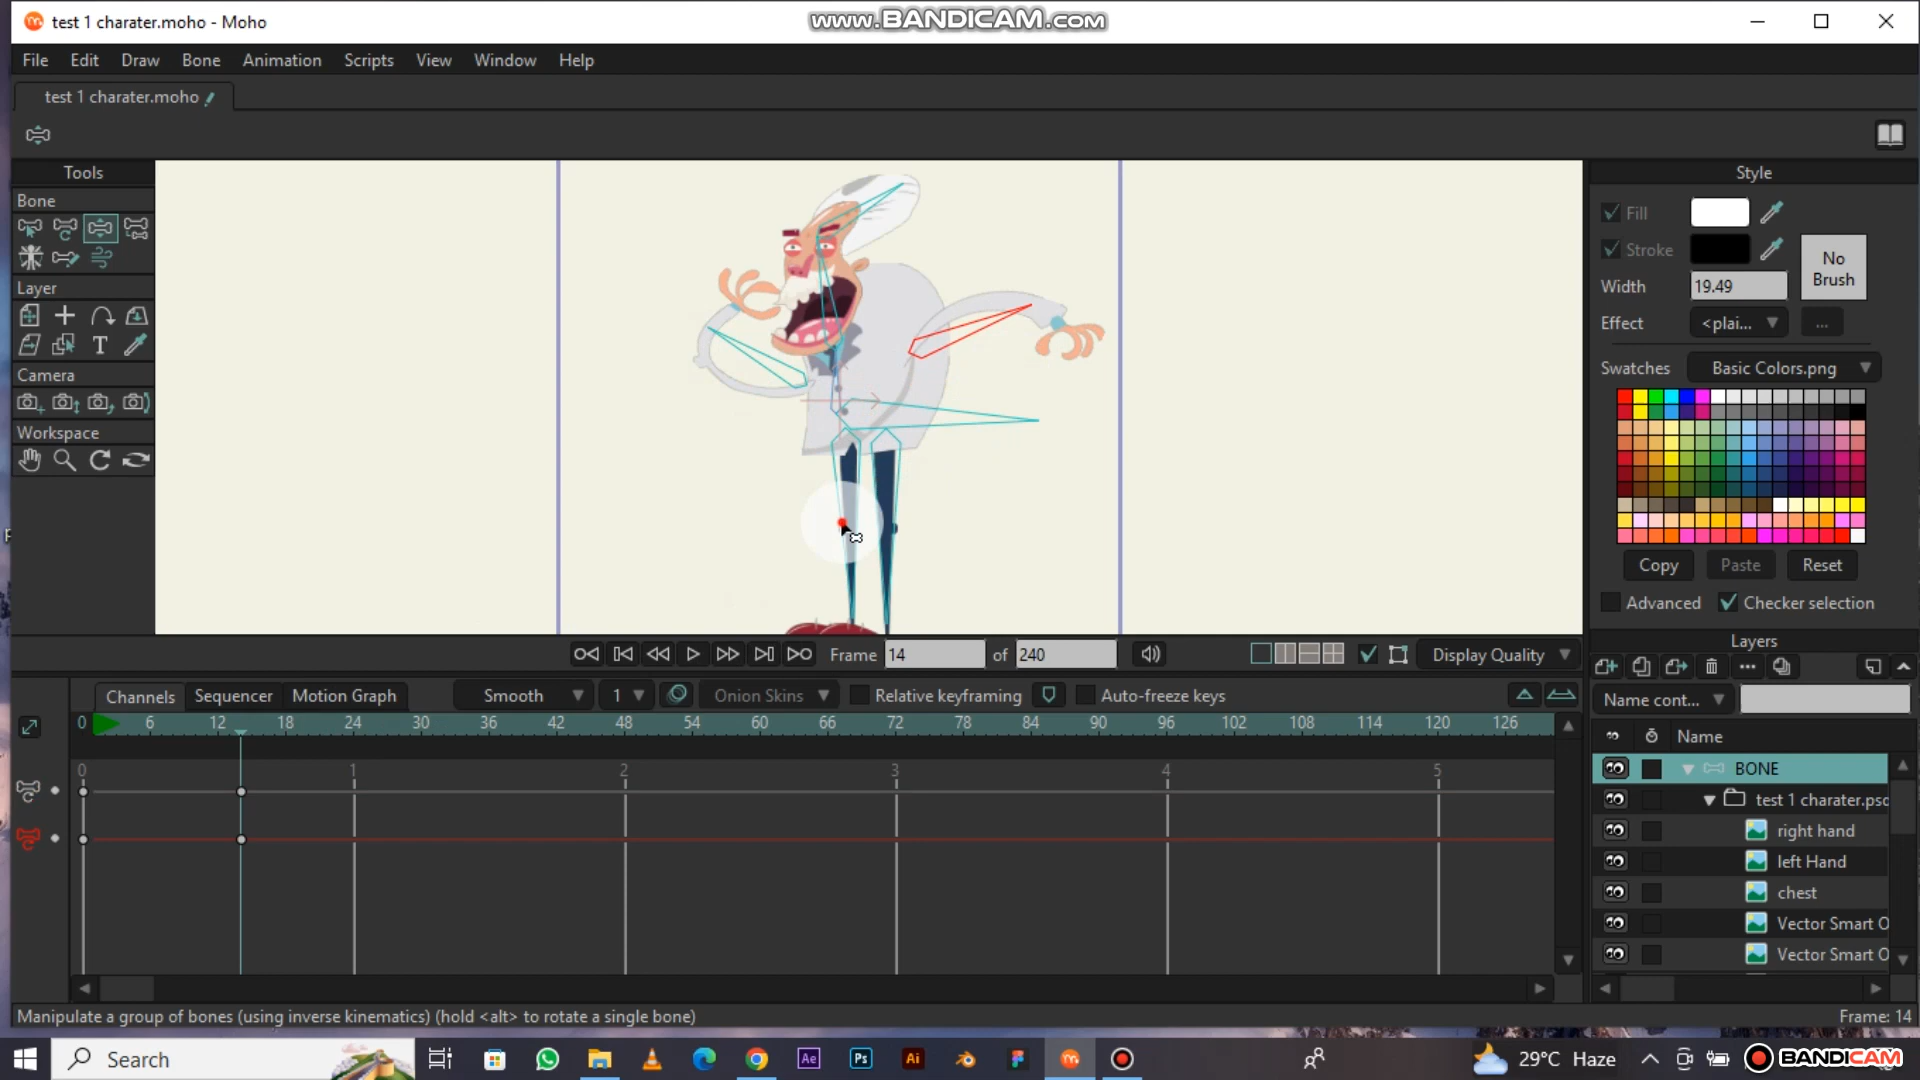 test 1 charater.moho - Moho
www.BANDICAM.com
File Edit Draw Bone Animation Scripts View Window Help
test 1 charater.moho
Tools
Bone
Layer
Camera
Workspace
Style
Fill
Stroke
No Brush
Width 19.49
Effect <plai... ...
Swatches Basic Colors.png
Copy Paste Reset
Advanced Checker selection
Frame 14 of 240 Display Quality
Channels Sequencer Motion Graph Smooth 1 Onion Skins Relative keyframing Auto-freeze keys
0 6 12 18 24 30 36 42 48 54 60 66 72 78 84 90 96 102 108 114 120 126
0 1 2 3 4 5
Layers
Name cont...
Name
BONE
test 1 charater.psd
right hand
left Hand
chest
Vector Smart O
Vector Smart O
Manipulate a group of bones (using inverse kinematics) (hold <alt> to rotate a single bone)
Frame: 14
Search
Ae Ps Ai
29°C Haze
BANDICAM